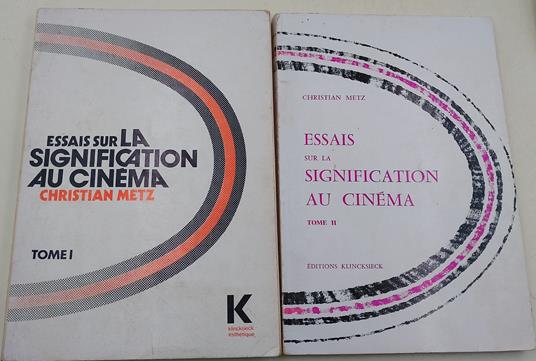 ESSAIS SUR LA
SIGNIFICATION
AU CINÉMA
CHRISTIAN METZ
TOME I
K
klincksieck
esthétique
CHRISTIAN METZ
ESSAIS
SUR LA
SIGNIFICATION
AU CINÉMA
TOME II
ÉDITIONS KLINCKSIECK